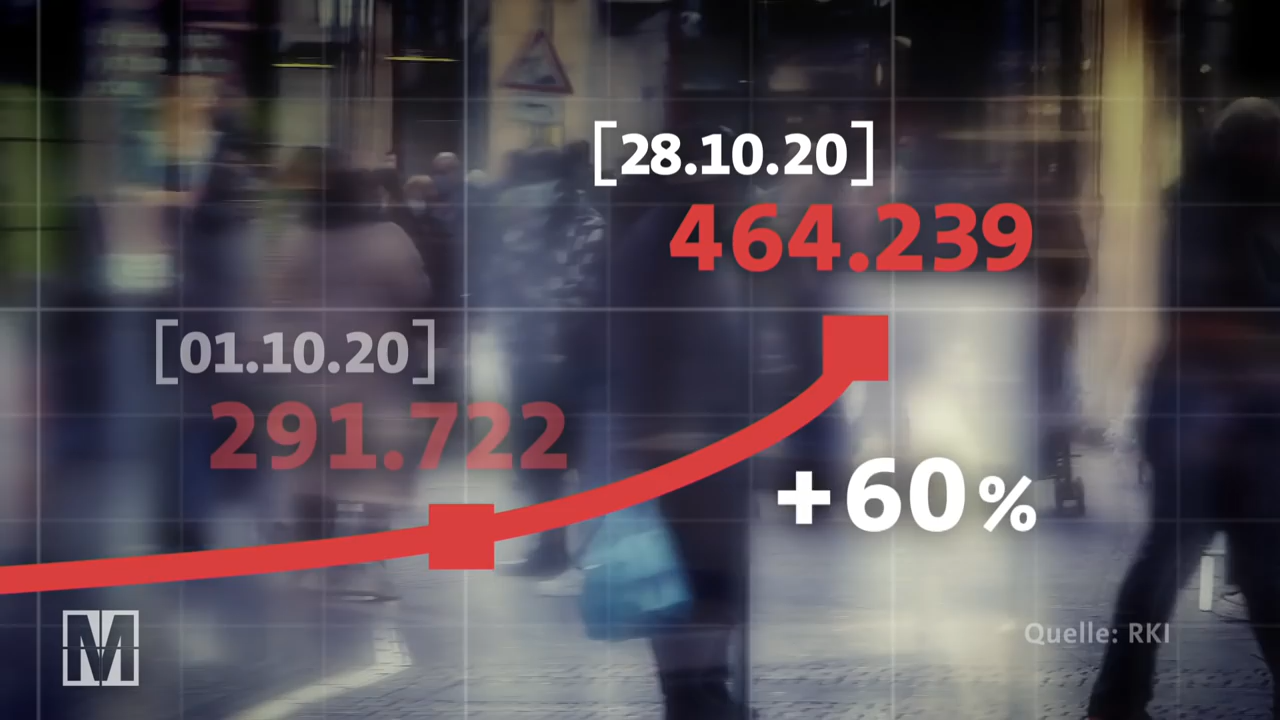 [28.10.20]
464.239
[01.10.20]
291.722
+60%
Quelle: RKI
M